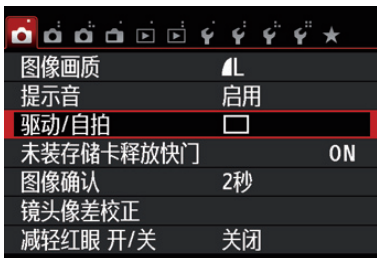 图像画质 L
提示音 启用
驱动/自拍
未装存储卡释放快门 ON
图像确认 2秒
镜头像差校正
减轻红眼 开/关 关闭